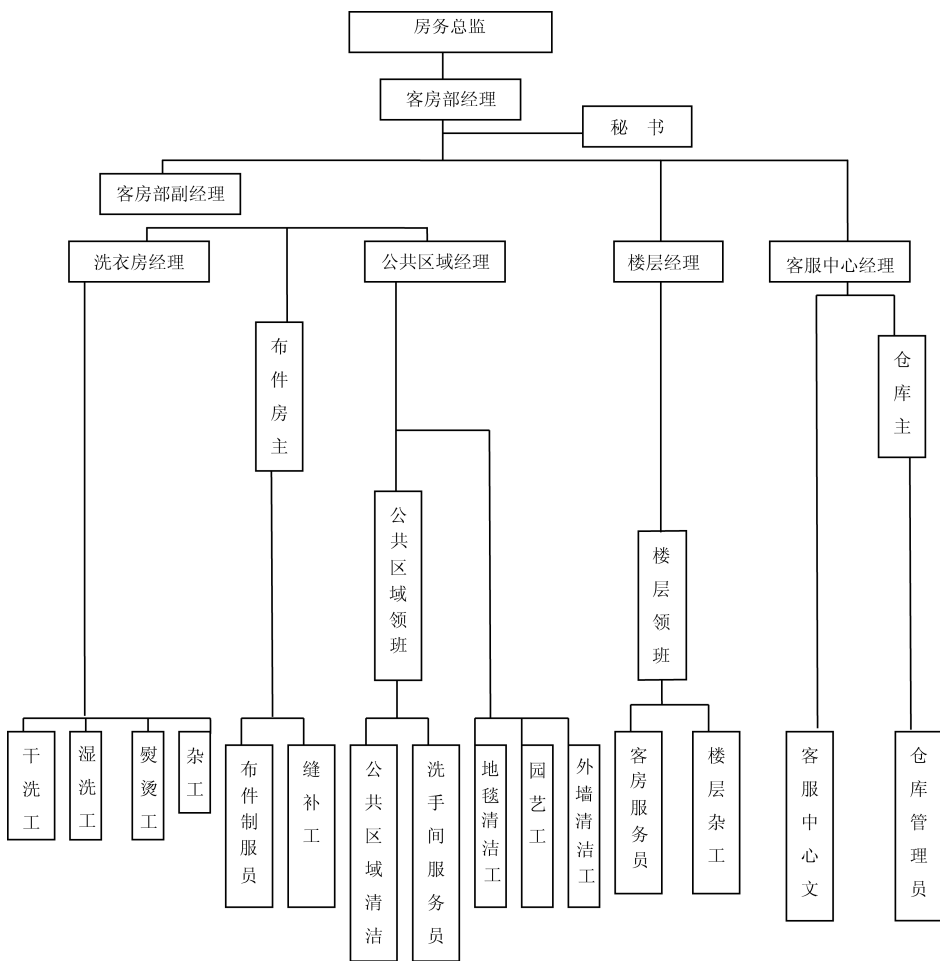 房务总监
客房部经理
秘 书
客房部副经理
洗衣房经理
公共区域经理
楼层经理
客服中心经理
布件房主
仓库主
公共区域领班
楼层领班
干洗工
湿洗工
熨烫工
杂工
布件制服员
缝补工
公共区域清洁
洗手间服务员
地毯清洁工
园艺工
外墙清洁工
客房服务员
楼层杂工
客服中心文
仓库管理员